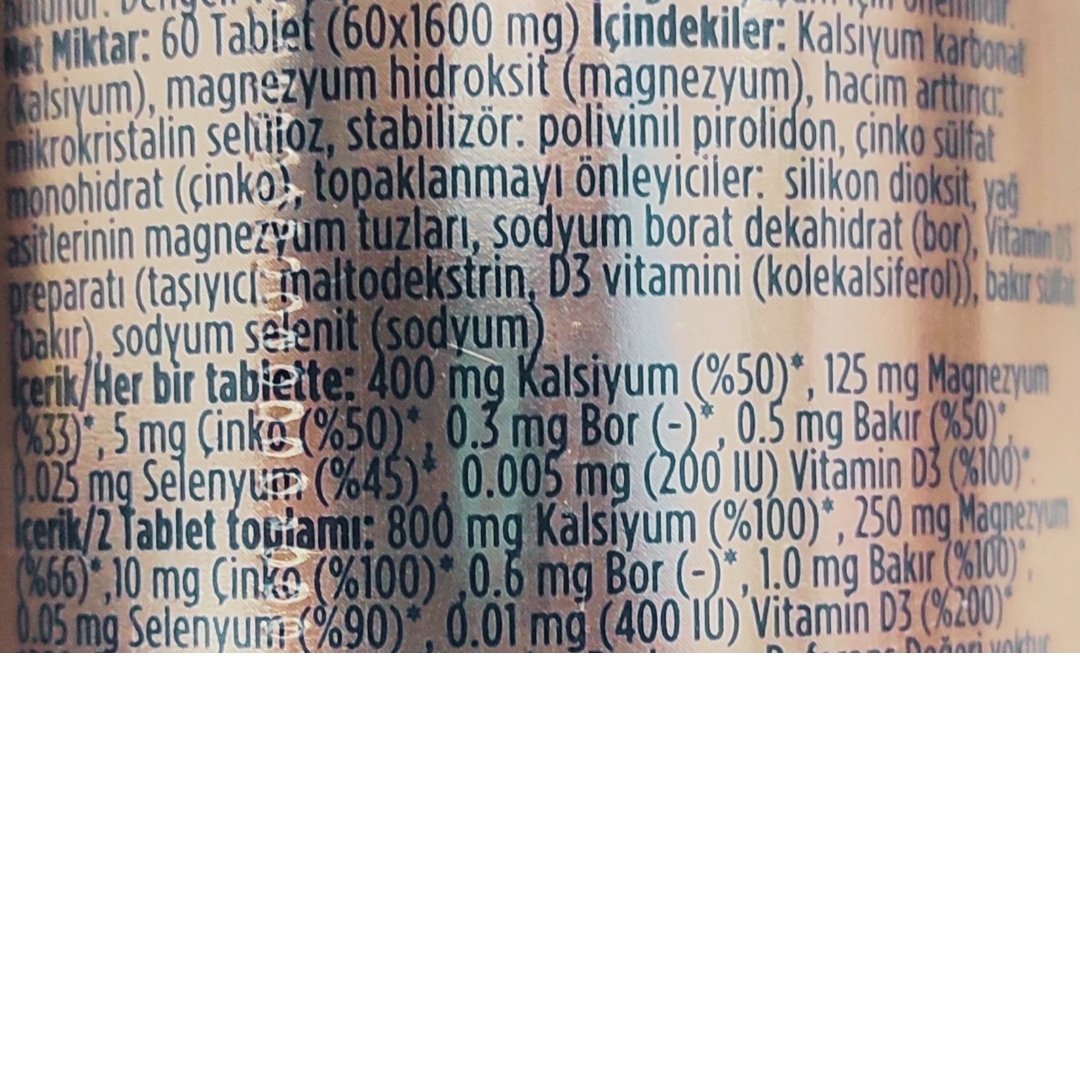 Net Miktar: 60 Tablet (60x1600 mg) İçindekiler: Kalsiyum karbonat
(kalsiyum), magnezyum hidroksit (magnezyum), hacim arttırıcı:
mikrokristalin selüloz, stabilizör: polivinil pirolidon, çinko sülfat
monohidrat (çinko), topaklanmayı önleyiciler: silikon dioksit, yağ
asitlerinin magnezyum tuzları, sodyum borat dekahidrat (bor), Vitamin D3
preparatı (taşıyıcı: maltodekstrin, D3 vitamini (kolekalsiferol)), bakır sülfat
(bakır), sodyum selenit (sodyum)
İçerik/Her bir tablette: 400 mg Kalsiyum (%50)*, 125 mg Magnezyum
(%33)*, 5 mg Çinko (%50)*, 0.3 mg Bor (-)*, 0.5 mg Bakır (%50)*,
0.025 mg Selenyum (%45)*, 0.005 mg (200 IU) Vitamin D3 (%100)*.
İçerik/2 Tablet toplamı: 800 mg Kalsiyum (%100)*, 250 mg Magnezyum
(%66)*,10 mg Çinko (%100)*,0.6 mg Bor (-)*, 1.0 mg Bakır (%100)*,
0.05 mg Selenyum (%90)*, 0.01 mg (400 IU) Vitamin D3 (%200)*
Değeri yoktur.